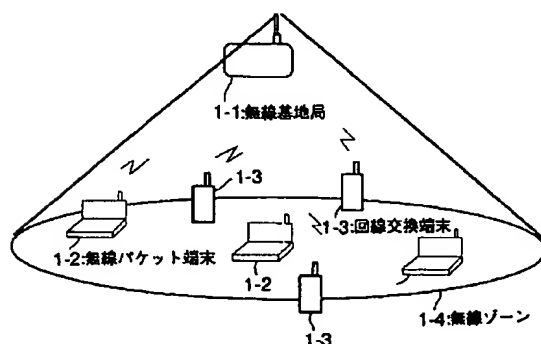 1-1:無線基地局
1-3
1-3:回線交換端末
1-2:無線パケット端末
1-2
1-4:無線ゾーン
1-3